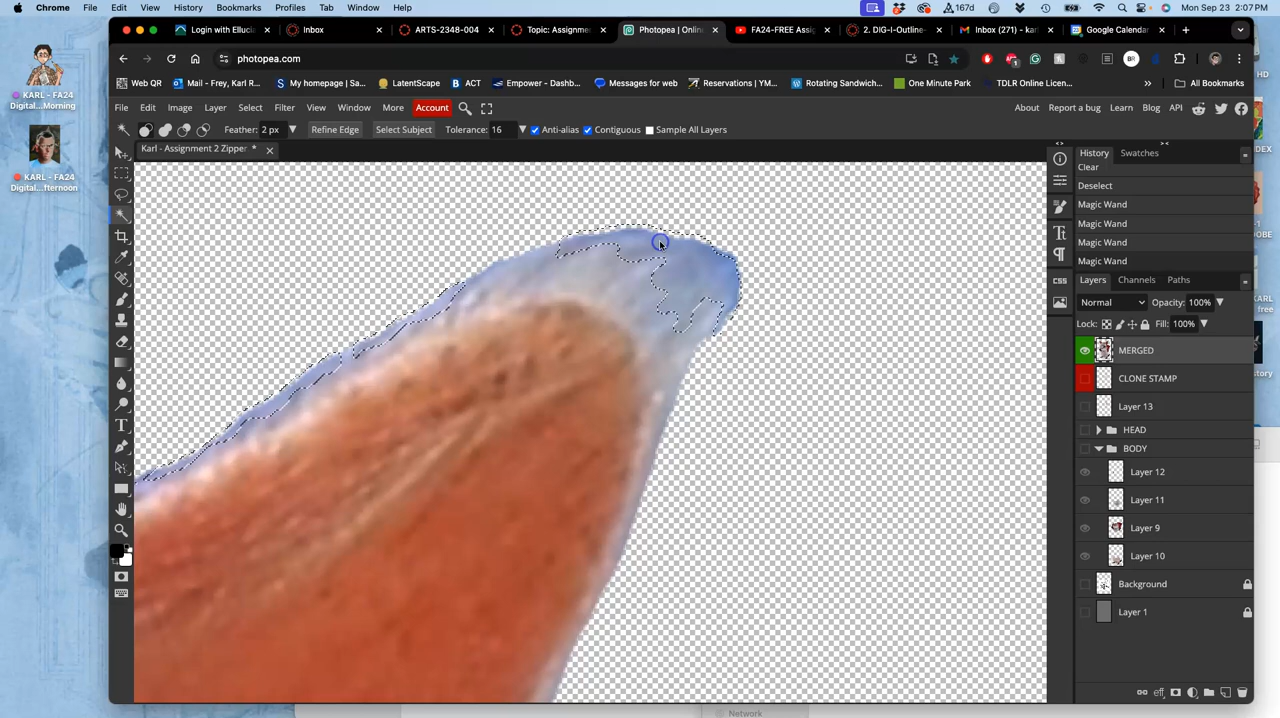 Chrome File Edit View History Bookmarks Profiles Tab Window Help 167d Mon Sep 23 2:07 PM
Login with Ellucia Inbox ARTS-2348-004 Topic: Assignme Photopea | Onlin FA24-FREE Assig 2. DIG-I-Outline- Inbox (271) - kar Google Calendar
photopea.com
Web QR Mail - Frey, Karl R... My homepage | Sa... LatentScape ACT Empower - Dashb... Messages for web Reservations | YM... Rotating Sandwich... One Minute Park TDLR Online Licen... » All Bookmarks
File Edit Image Layer Select Filter View Window More Account About Report a bug Learn Blog API
Feather: 2 px Refine Edge Select Subject Tolerance: 16 Anti-alias Contiguous Sample All Layers
Karl - Assignment 2 Zipper *
KARL - FA24
Digital...Morning
KARL - FA24
Digital...fternoon
History Swatches
Clear
Deselect
Magic Wand
Magic Wand
Magic Wand
Magic Wand
Layers Channels Paths
Normal Opacity: 100%
Lock: Fill: 100%
MERGED
CLONE STAMP
Layer 13
HEAD
BODY
Layer 12
Layer 11
Layer 9
Layer 10
Background
Layer 1
CSS
eff
Network